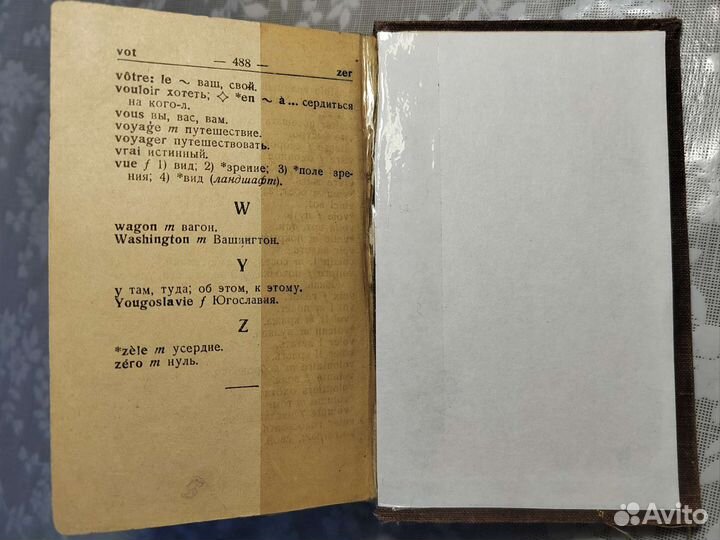 vot
— 488 —
zer
vôtre: le ~ ваш, свой.
vouloir хотеть; ◇ *en ~ à... сердиться
на кого-л.
vous вы, вас, вам.
voyage m путешествие.
voyager путешествовать.
vrai истинный.
vue f 1) вид; 2) *зрение; 3) *поле зре-
ния; 4) *вид (ландшафт).
W
wagon m вагон.
Washington m Вашингтон.
Y
y там, туда; об этом, к этому.
Yougoslavie f Югославия.
Z
*zèle m усердие.
zéro m нуль.
Avito